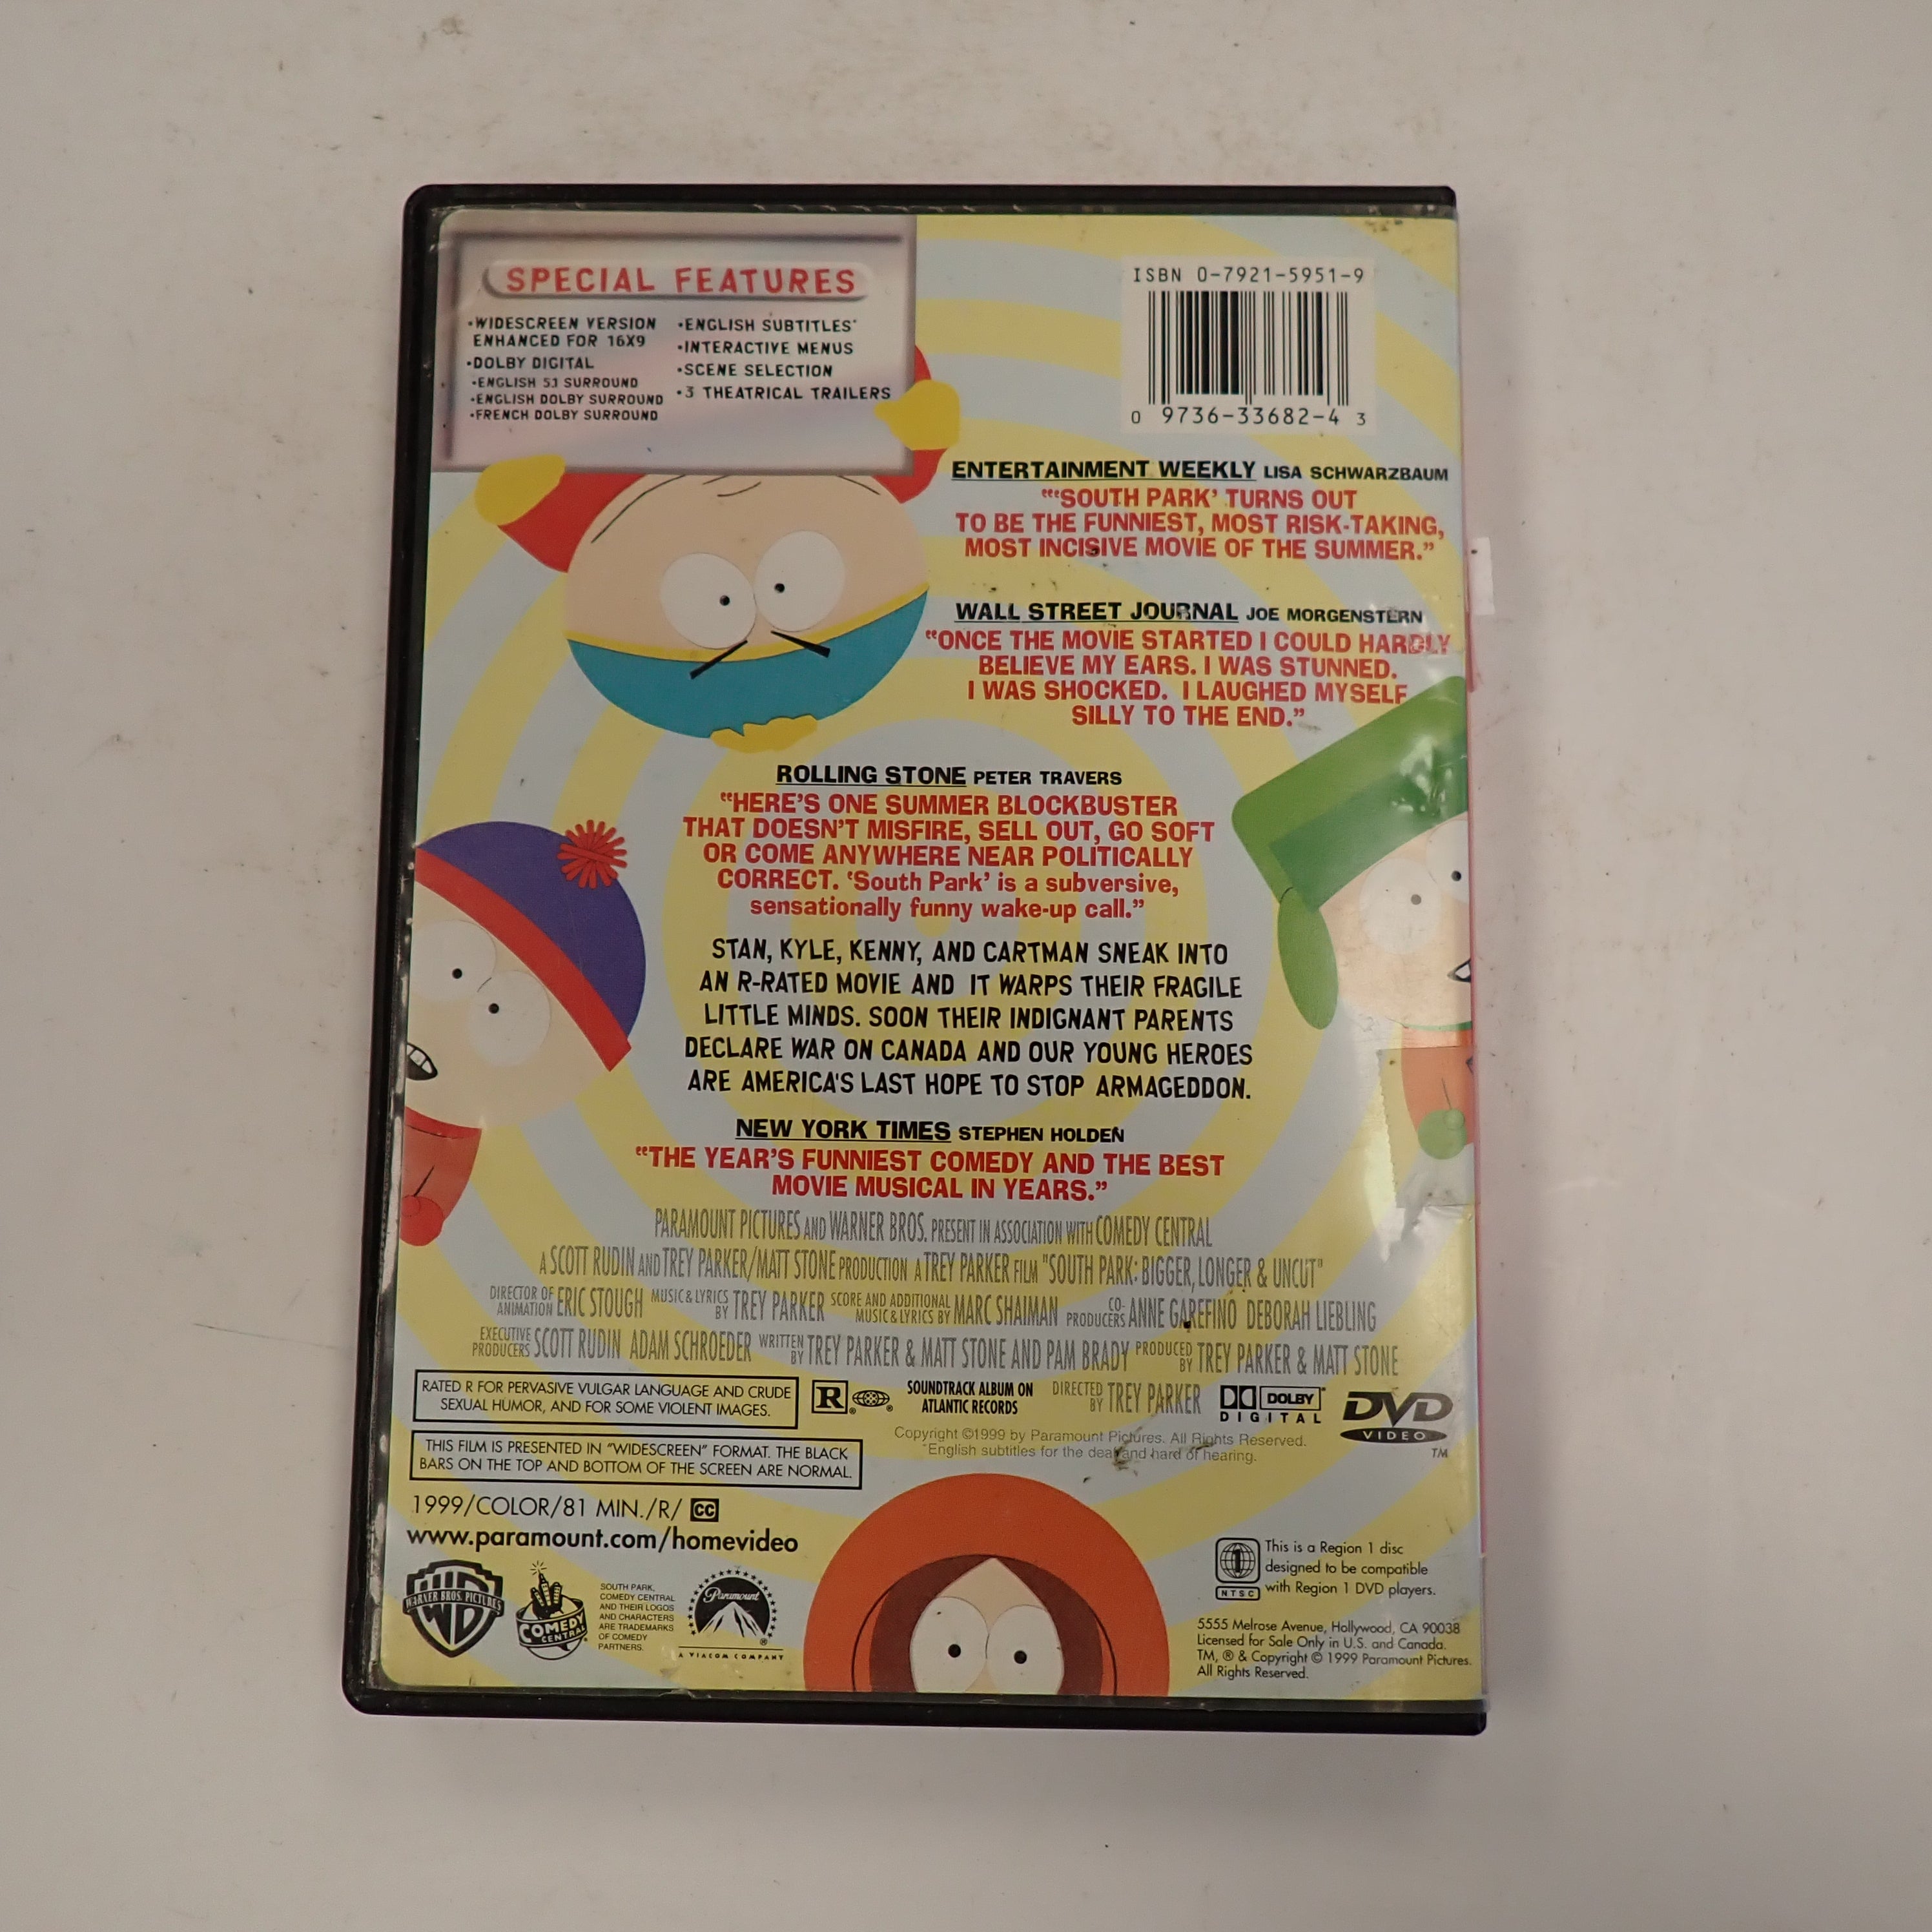 SPECIAL FEATURES
•WIDESCREEN VERSION
ENHANCED FOR 16X9
•DOLBY DIGITAL
•ENGLISH 5.1 SURROUND
•ENGLISH DOLBY SURROUND
•FRENCH DOLBY SURROUND
•ENGLISH SUBTITLES*
•INTERACTIVE MENUS
•SCENE SELECTION
•3 THEATRICAL TRAILERS
ISBN 0-7921-5951-9
0 9736-33682-4 3
ENTERTAINMENT WEEKLY LISA SCHWARZBAUM
"'SOUTH PARK' TURNS OUT
TO BE THE FUNNIEST, MOST RISK-TAKING,
MOST INCISIVE MOVIE OF THE SUMMER."
WALL STREET JOURNAL JOE MORGENSTERN
"ONCE THE MOVIE STARTED I COULD HARDLY
BELIEVE MY EARS. I WAS STUNNED.
I WAS SHOCKED. I LAUGHED MYSELF
SILLY TO THE END."
ROLLING STONE PETER TRAVERS
"HERE'S ONE SUMMER BLOCKBUSTER
THAT DOESN'T MISFIRE, SELL OUT, GO SOFT
OR COME ANYWHERE NEAR POLITICALLY
CORRECT. 'South Park' is a subversive,
sensationally funny wake-up call."
STAN, KYLE, KENNY, AND CARTMAN SNEAK INTO
AN R-RATED MOVIE AND IT WARPS THEIR FRAGILE
LITTLE MINDS. SOON THEIR INDIGNANT PARENTS
DECLARE WAR ON CANADA AND OUR YOUNG HEROES
ARE AMERICA'S LAST HOPE TO STOP ARMAGEDDON.
NEW YORK TIMES STEPHEN HOLDEN
"THE YEAR'S FUNNIEST COMEDY AND THE BEST
MOVIE MUSICAL IN YEARS."
PARAMOUNT PICTURES AND WARNER BROS. PRESENT IN ASSOCIATION WITH COMEDY CENTRAL
A SCOTT RUDIN AND TREY PARKER/MATT STONE PRODUCTION A TREY PARKER FILM "SOUTH PARK: BIGGER, LONGER & UNCUT"
DIRECTOR OF ANIMATION ERIC STOUGH MUSIC & LYRICS BY TREY PARKER SCORE AND ADDITIONAL MUSIC & LYRICS BY MARC SHAIMAN CO-PRODUCERS ANNE GAREFINO DEBORAH LIEBLING
EXECUTIVE PRODUCERS SCOTT RUDIN ADAM SCHROEDER WRITTEN BY TREY PARKER & MATT STONE AND PAM BRADY PRODUCED BY TREY PARKER & MATT STONE
RATED R FOR PERVASIVE VULGAR LANGUAGE AND CRUDE
SEXUAL HUMOR, AND FOR SOME VIOLENT IMAGES.
R ®
SOUNDTRACK ALBUM ON
ATLANTIC RECORDS
DIRECTED BY TREY PARKER
DOLBY
DIGITAL
DVD
VIDEO
TM
Copyright ©1999 by Paramount Pictures. All Rights Reserved.
*English subtitles for the deaf and hard of hearing.
THIS FILM IS PRESENTED IN "WIDESCREEN" FORMAT. THE BLACK
BARS ON THE TOP AND BOTTOM OF THE SCREEN ARE NORMAL.
1999/COLOR/81 MIN./R/ CC
www.paramount.com/homevideo
WB
WARNER BROS. PICTURES
COMEDY
CENTRAL
SOUTH PARK,
COMEDY CENTRAL
AND THEIR LOGOS
AND CHARACTERS
ARE TRADEMARKS
OF COMEDY
PARTNERS.
Paramount
®
A VIACOM COMPANY
1
NTSC
This is a Region 1 disc
designed to be compatible
with Region 1 DVD players.
5555 Melrose Avenue, Hollywood, CA 90038
Licensed for Sale Only in U.S. and Canada.
TM, ® & Copyright © 1999 Paramount Pictures.
All Rights Reserved.